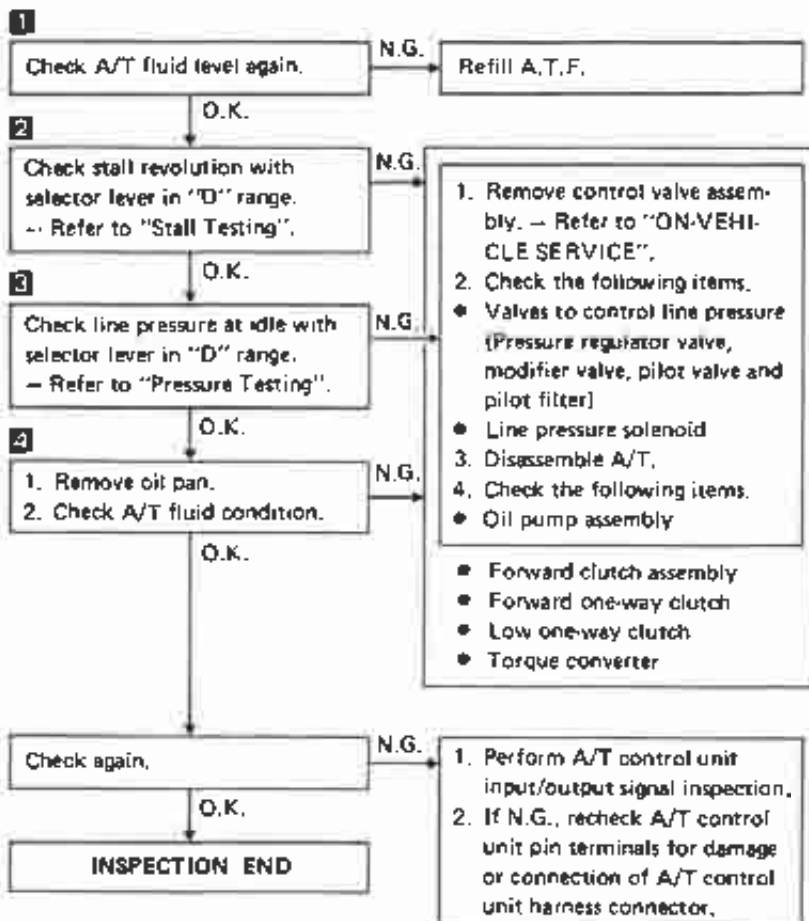 1
Check A/T fluid level again.
N.G.
Refill A.T.F.
O.K.
2
Check stall revolution with
selector lever in "D" range.
– Refer to "Stall Testing".
N.G.
O.K.
3
Check line pressure at idle with
selector lever in "D" range.
– Refer to "Pressure Testing".
N.G.
O.K.
4
1. Remove oil pan.
2. Check A/T fluid condition.
N.G.
O.K.
1. Remove control valve assem-
bly. – Refer to "ON-VEHI-
CLE SERVICE".
2. Check the following items.
● Valves to control line pressure
(Pressure regulator valve,
modifier valve, pilot valve and
pilot filter)
● Line pressure solenoid
3. Disassemble A/T.
4. Check the following items.
● Oil pump assembly
● Forward clutch assembly
● Forward one-way clutch
● Low one-way clutch
● Torque converter
Check again.
N.G.
O.K.
1. Perform A/T control unit
input/output signal inspection.
2. If N.G., recheck A/T control
unit pin terminals for damage
or connection of A/T control
unit harness connector.
INSPECTION END